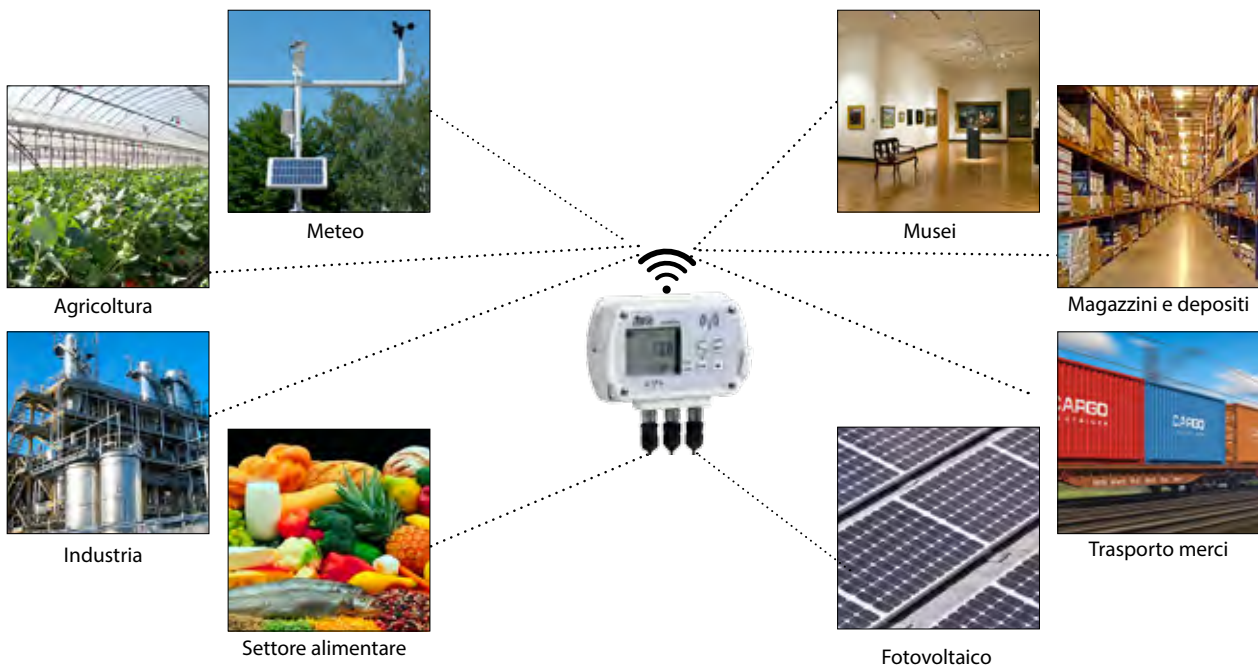 Meteo
Musei
Agricoltura
Magazzini e depositi
Industria
CARGO
CARGO
Trasporto merci
Settore alimentare
Fotovoltaico